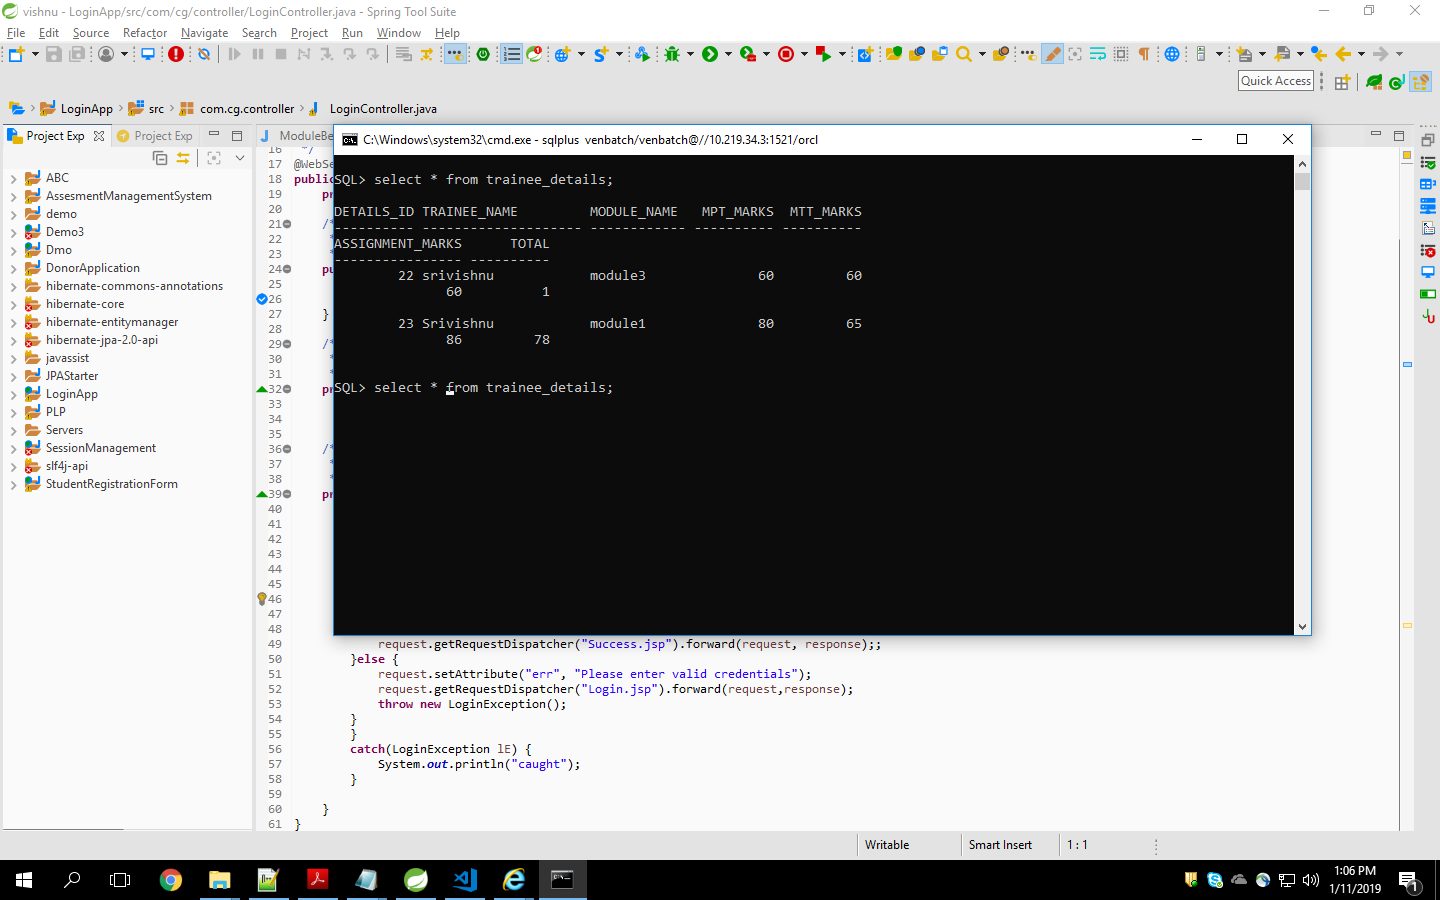 vishnu - LoginApp/src/com/cg/controller/LoginController.java - Spring Tool Suite
File Edit Source Refactor Navigate Search Project Run Window Help
Quick Access
LoginApp src com.cg.controller LoginController.java
Project Exp Project Exp
ModuleBe
ABC
AssesmentManagementSystem
demo
Demo3
Dmo
DonorApplication
hibernate-commons-annotations
hibernate-core
hibernate-entitymanager
hibernate-jpa-2.0-api
javassist
JPAStarter
LoginApp
PLP
Servers
SessionManagement
slf4j-api
StudentRegistrationForm
16 */
17 @WebSe
18 public
19 pr
20
21 /*
22 *
23 *
24 pu
25
26
27 }
28
29 /*
30 *
31 *
32 pr
33
34
35
36 /*
37 *
38 *
39 pr
40
41
42
43
44
45
46
47
48
49 request.getRequestDispatcher("Success.jsp").forward(request, response);;
50 }else {
51 request.setAttribute("err", "Please enter valid credentials");
52 request.getRequestDispatcher("Login.jsp").forward(request,response);
53 throw new LoginException();
54 }
55 }
56 catch(LoginException lE) {
57 System.out.println("caught");
58 }
59
60 }
61 }
C:\Windows\system32\cmd.exe - sqlplus venbatch/venbatch@//10.219.34.3:1521/orcl
SQL> select * from trainee_details;
DETAILS_ID TRAINEE_NAME MODULE_NAME MPT_MARKS MTT_MARKS
---------- -------------------- ------------ ---------- ----------
ASSIGNMENT_MARKS TOTAL
---------------- ----------
22 srivishnu module3 60 60
60 1
23 Srivishnu module1 80 65
86 78
SQL> select * from trainee_details;
Writable Smart Insert 1 : 1
1:06 PM
1/11/2019
1